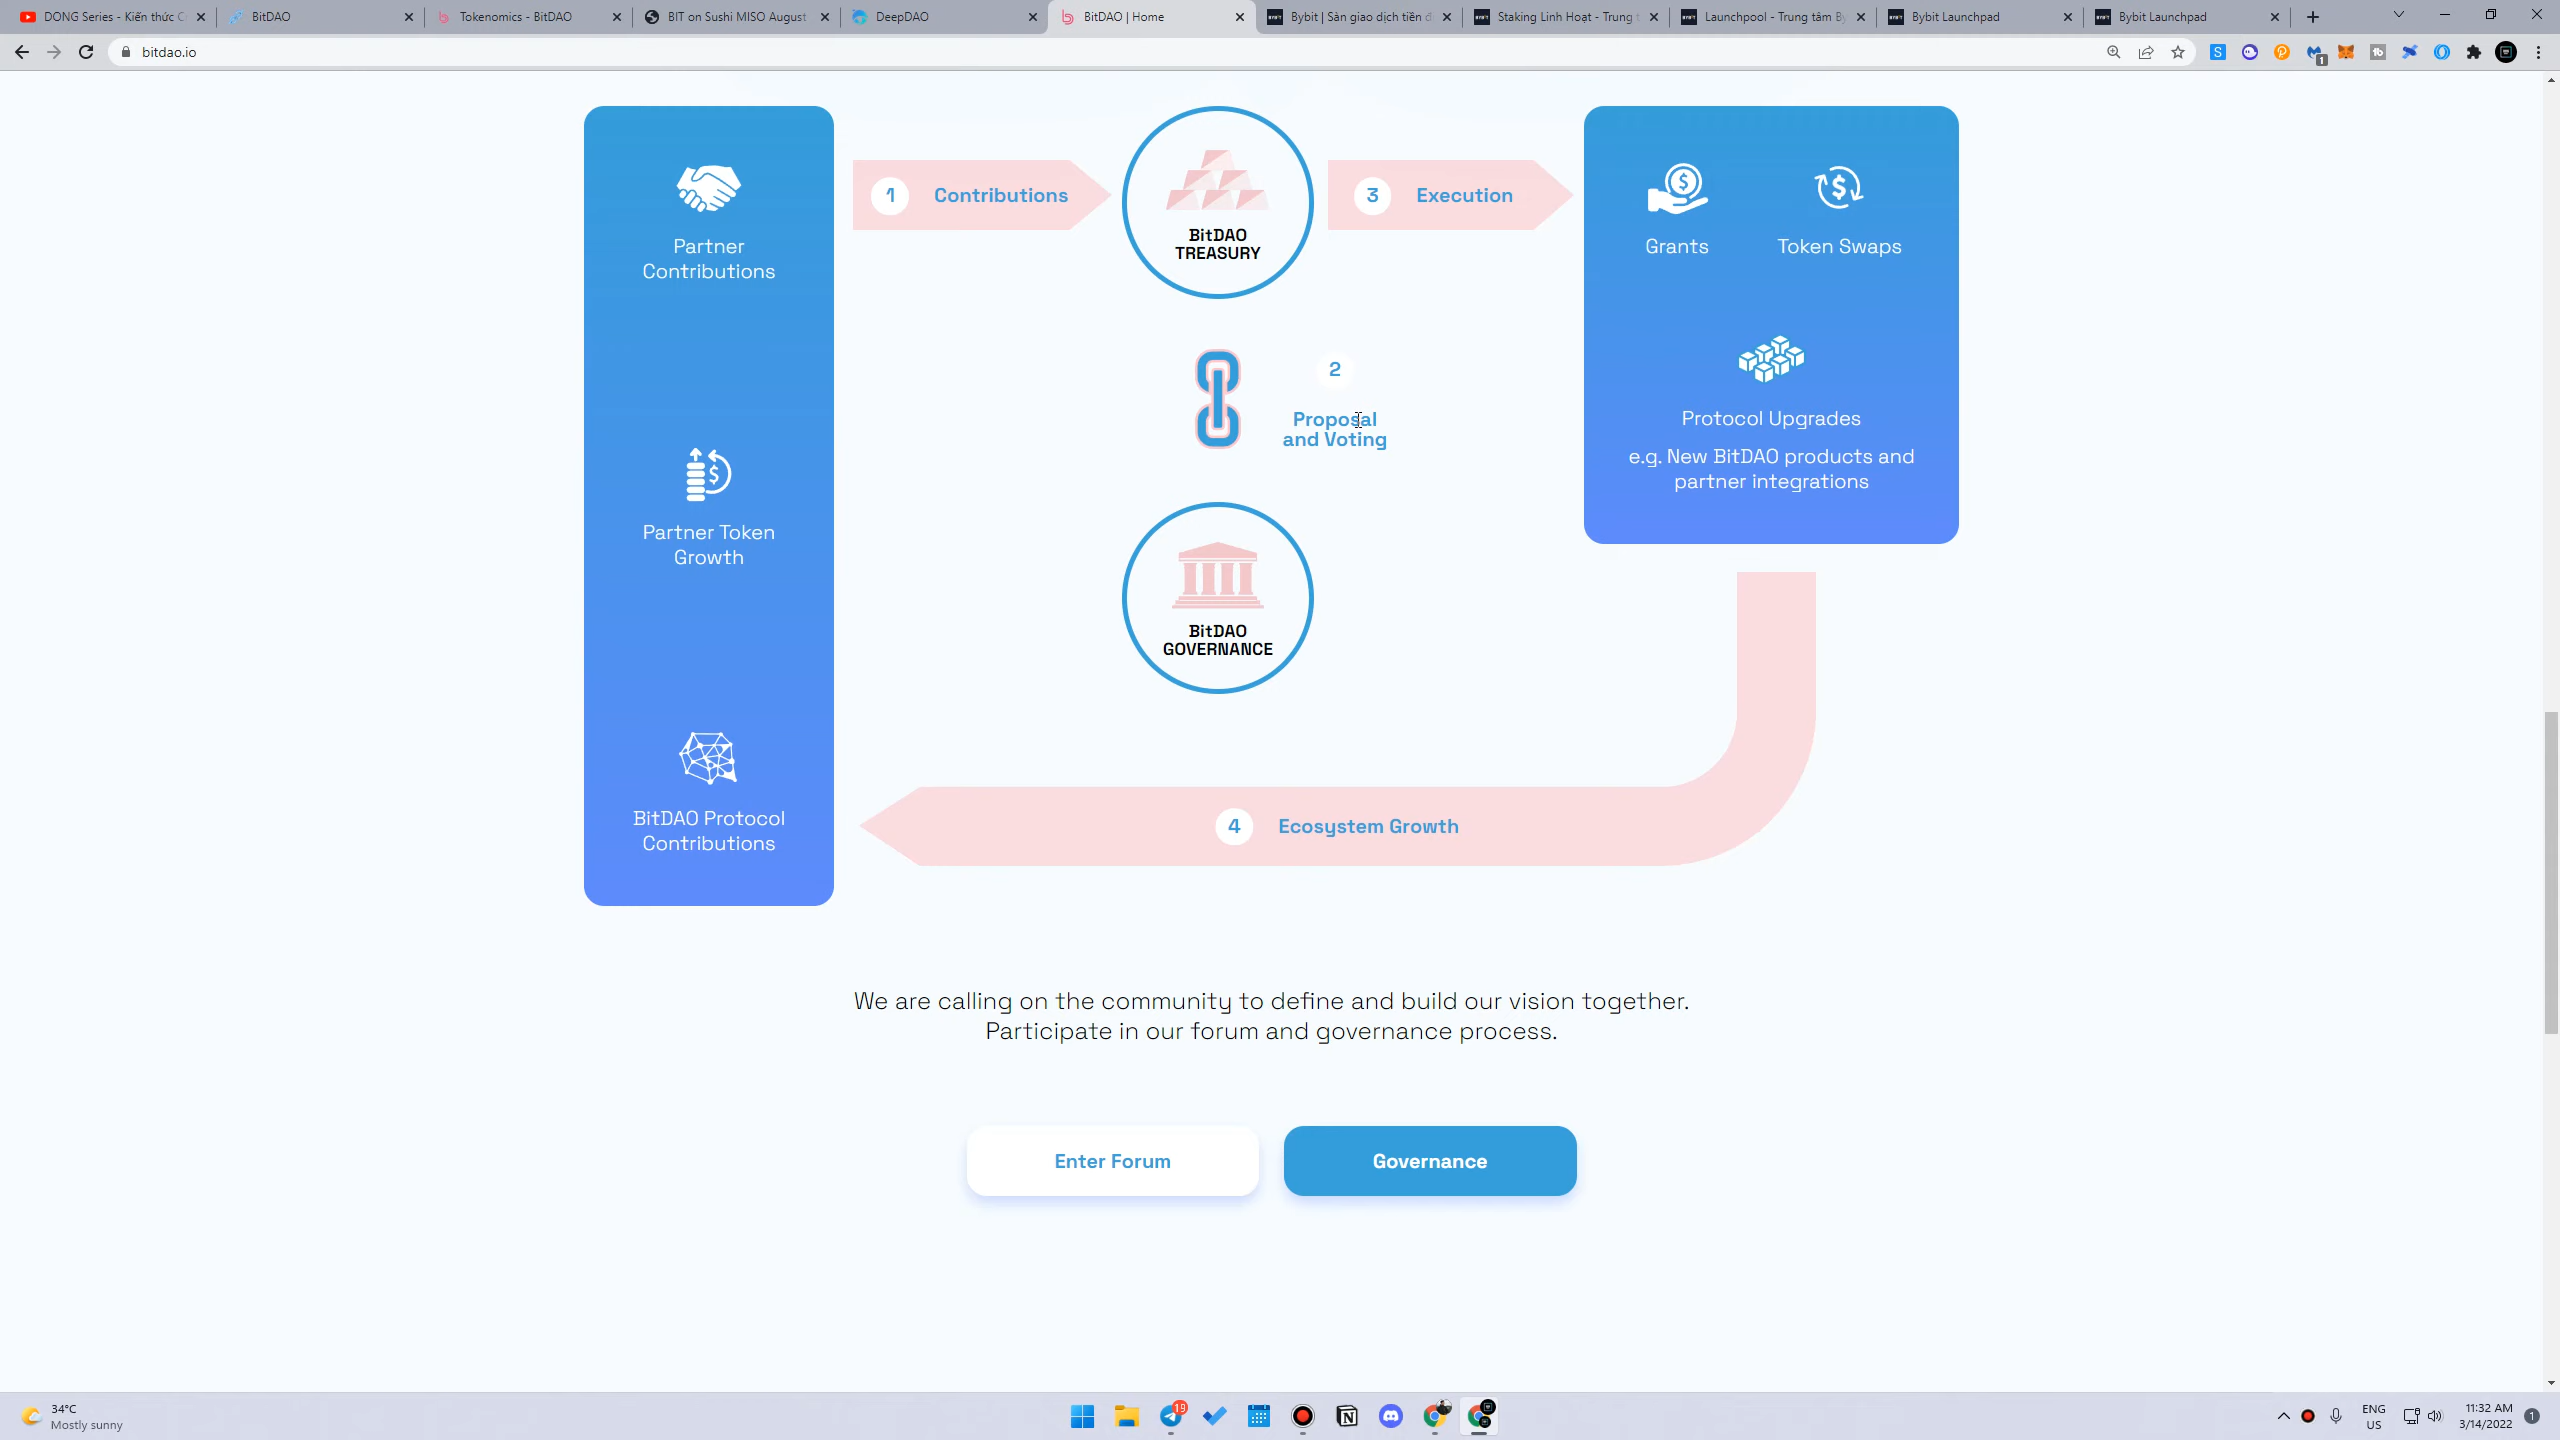 DONG Series - Kiến thức C
BitDAO
Tokenomics - BitDAO
BIT on Sushi MISO August
DeepDAO
BitDAO | Home
Bybit | Sàn giao dịch tiền đ
Staking Linh Hoạt - Trung t
Launchpool - Trung tâm By
Bybit Launchpad
Bybit Launchpad
bitdao.io
1
Partner
Contributions
Partner Token
Growth
BitDAO Protocol
Contributions
1 Contributions
BitDAO
TREASURY
3 Execution
Grants
Token Swaps
Protocol Upgrades
e.g. New BitDAO products and
partner integrations
2
Proposal
and Voting
BitDAO
GOVERNANCE
4 Ecosystem Growth
We are calling on the community to define and build our vision together.
Participate in our forum and governance process.
Enter Forum
Governance
34°C
Mostly sunny
19
ENG
US
11:32 AM
3/14/2022
1